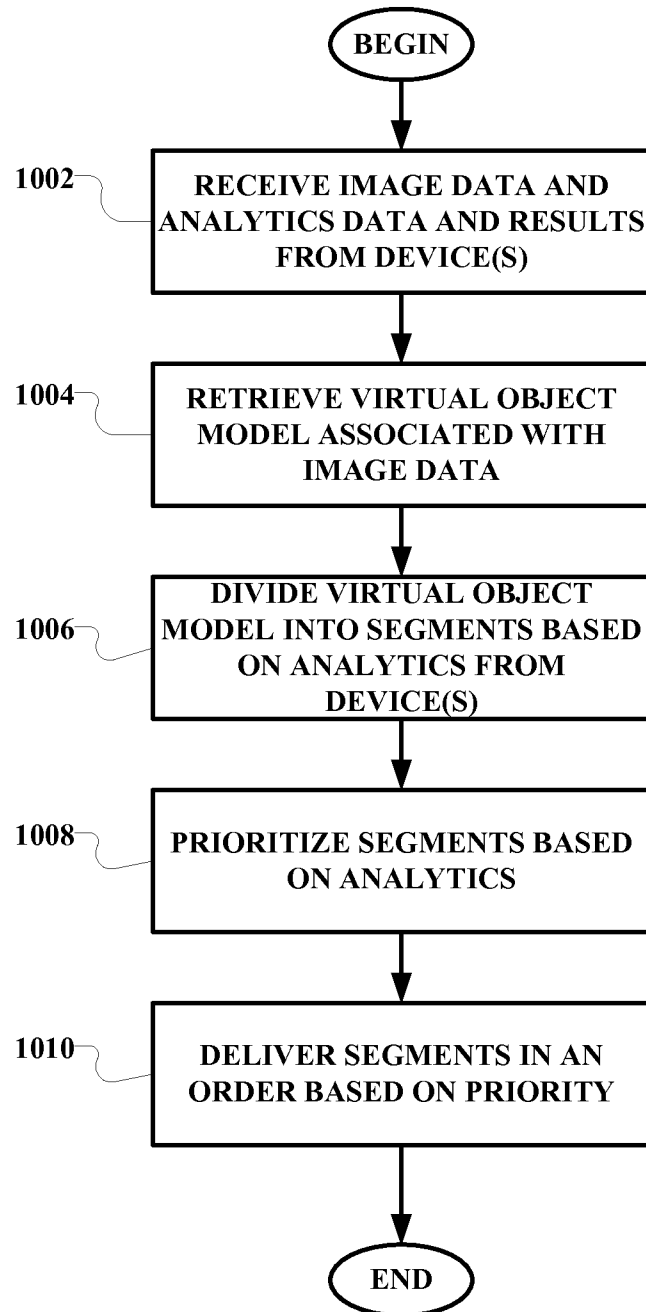 BEGIN
1002
RECEIVE IMAGE DATA AND
ANALYTICS DATA AND RESULTS
FROM DEVICE(S)
1004
RETRIEVE VIRTUAL OBJECT
MODEL ASSOCIATED WITH
IMAGE DATA
1006
DIVIDE VIRTUAL OBJECT
MODEL INTO SEGMENTS BASED
ON ANALYTICS FROM
DEVICE(S)
1008
PRIORITIZE SEGMENTS BASED
ON ANALYTICS
1010
DELIVER SEGMENTS IN AN
ORDER BASED ON PRIORITY
END